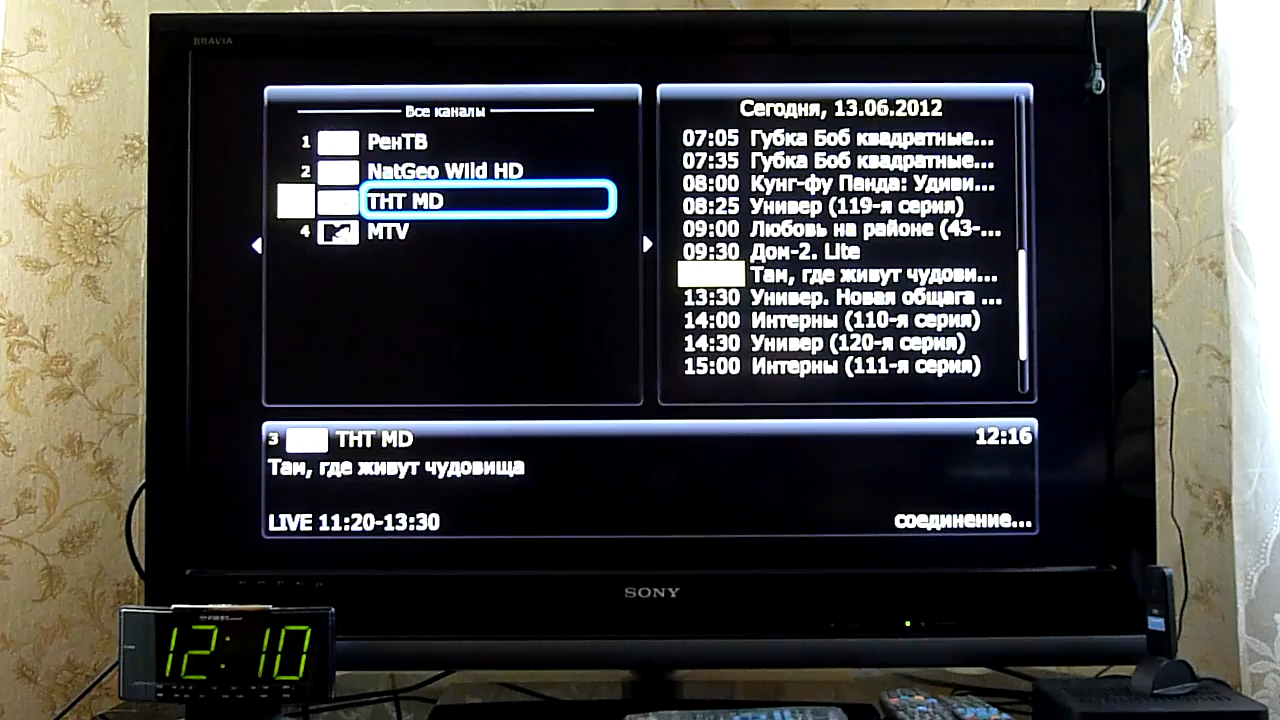 BRAVIA
Все каналы
1 РенТВ
2 NatGeo Wild HD
ТНТ MD
4 MTV
Сегодня, 13.06.2012
07:05 Губка Боб квадратные...
07:35 Губка Боб квадратные...
08:00 Кунг-фу Панда: Удиви...
08:25 Универ (119-я серия)
09:00 Любовь на районе (43-...
09:30 Дом-2. Lite
Там, где живут чудови...
13:30 Универ. Новая общага ...
14:00 Интерны (110-я серия)
14:30 Универ (120-я серия)
15:00 Интерны (111-я серия)
3 ТНТ MD 12:16
Там, где живут чудовища
LIVE 11:20-13:30 соединение...
SONY
FIRST
12:10